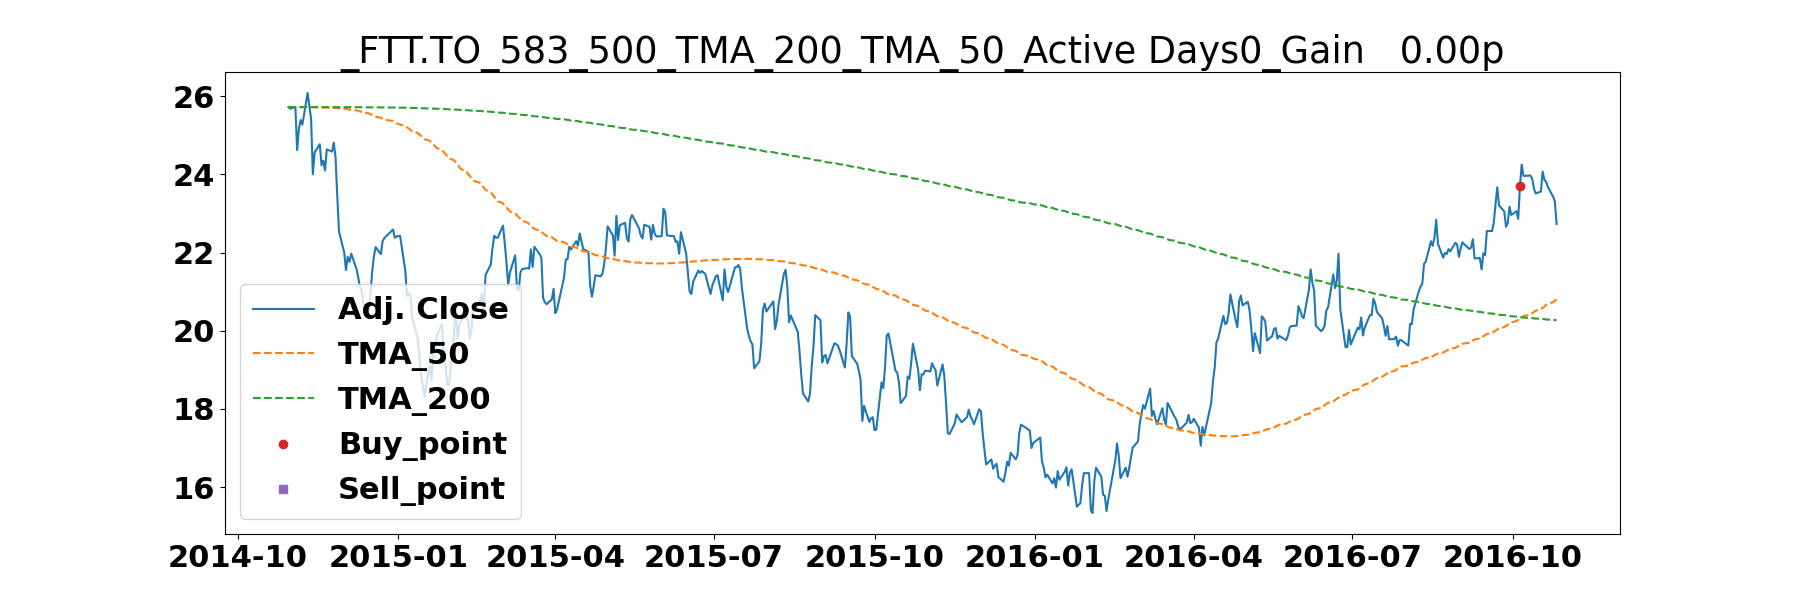 _FTT.TO_583_500_TMA_200_TMA_50_Active Days0_Gain   0.00p
26
24
22
20
18
16
Adj. Close
TMA_50
TMA_200
Buy_point
Sell_point
2014-10 2015-01 2015-04 2015-07 2015-10 2016-01 2016-04 2016-07 2016-10